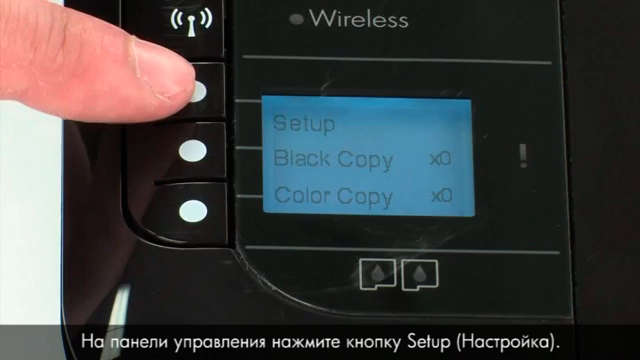 Wireless
Setup
Black Copy x0
Color Copy x0
!
На панели управления нажмите кнопку Setup (Настройка).